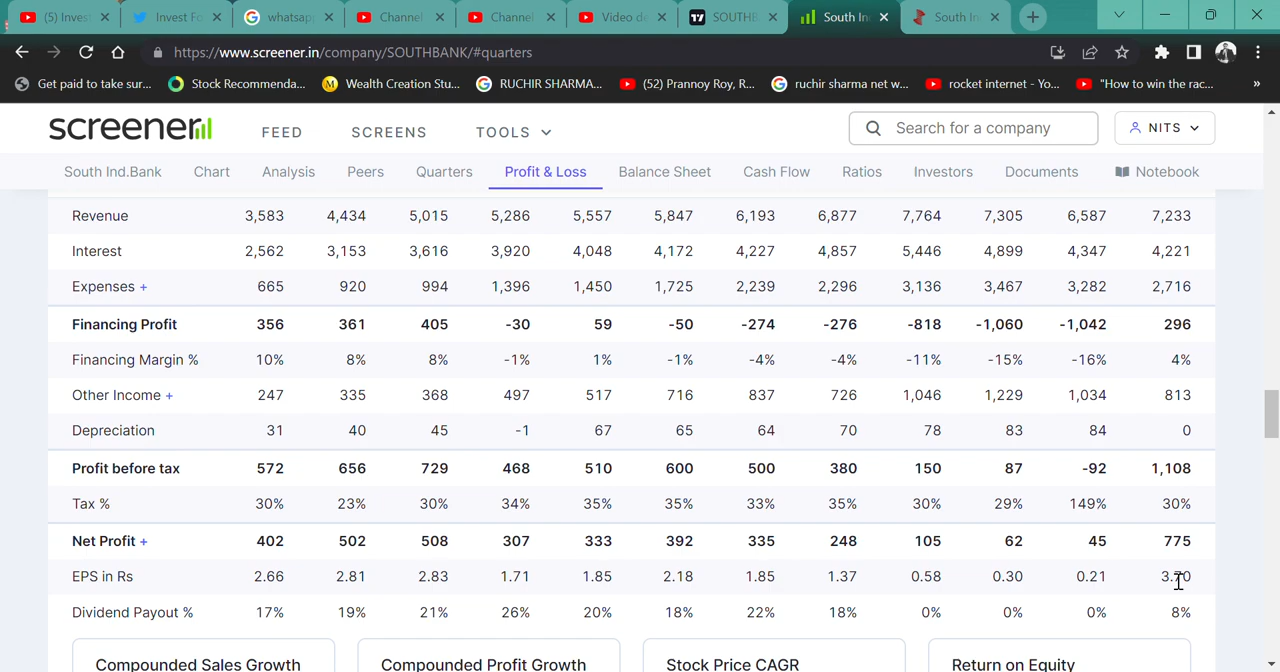 (5) Invest
Invest Fo
whatsapp
Channel
Channel
Video de
SOUTHB
South In
South In
https://www.screener.in/company/SOUTHBANK/#quarters
Get paid to take sur... Stock Recommenda... Wealth Creation Stu... RUCHIR SHARMA... (52) Prannoy Roy, R... ruchir sharma net w... rocket internet - Yo... "How to win the rac... »
screener FEED SCREENS TOOLS Search for a company NITS
South Ind.Bank Chart Analysis Peers Quarters Profit & Loss Balance Sheet Cash Flow Ratios Investors Documents Notebook
Revenue 3,583 4,434 5,015 5,286 5,557 5,847 6,193 6,877 7,764 7,305 6,587 7,233
Interest 2,562 3,153 3,616 3,920 4,048 4,172 4,227 4,857 5,446 4,899 4,347 4,221
Expenses + 665 920 994 1,396 1,450 1,725 2,239 2,296 3,136 3,467 3,282 2,716
Financing Profit 356 361 405 -30 59 -50 -274 -276 -818 -1,060 -1,042 296
Financing Margin % 10% 8% 8% -1% 1% -1% -4% -4% -11% -15% -16% 4%
Other Income + 247 335 368 497 517 716 837 726 1,046 1,229 1,034 813
Depreciation 31 40 45 -1 67 65 64 70 78 83 84 0
Profit before tax 572 656 729 468 510 600 500 380 150 87 -92 1,108
Tax % 30% 23% 30% 34% 35% 35% 33% 35% 30% 29% 149% 30%
Net Profit + 402 502 508 307 333 392 335 248 105 62 45 775
EPS in Rs 2.66 2.81 2.83 1.71 1.85 2.18 1.85 1.37 0.58 0.30 0.21 3.70
Dividend Payout % 17% 19% 21% 26% 20% 18% 22% 18% 0% 0% 0% 8%
Compounded Sales Growth Compounded Profit Growth Stock Price CAGR Return on Equity